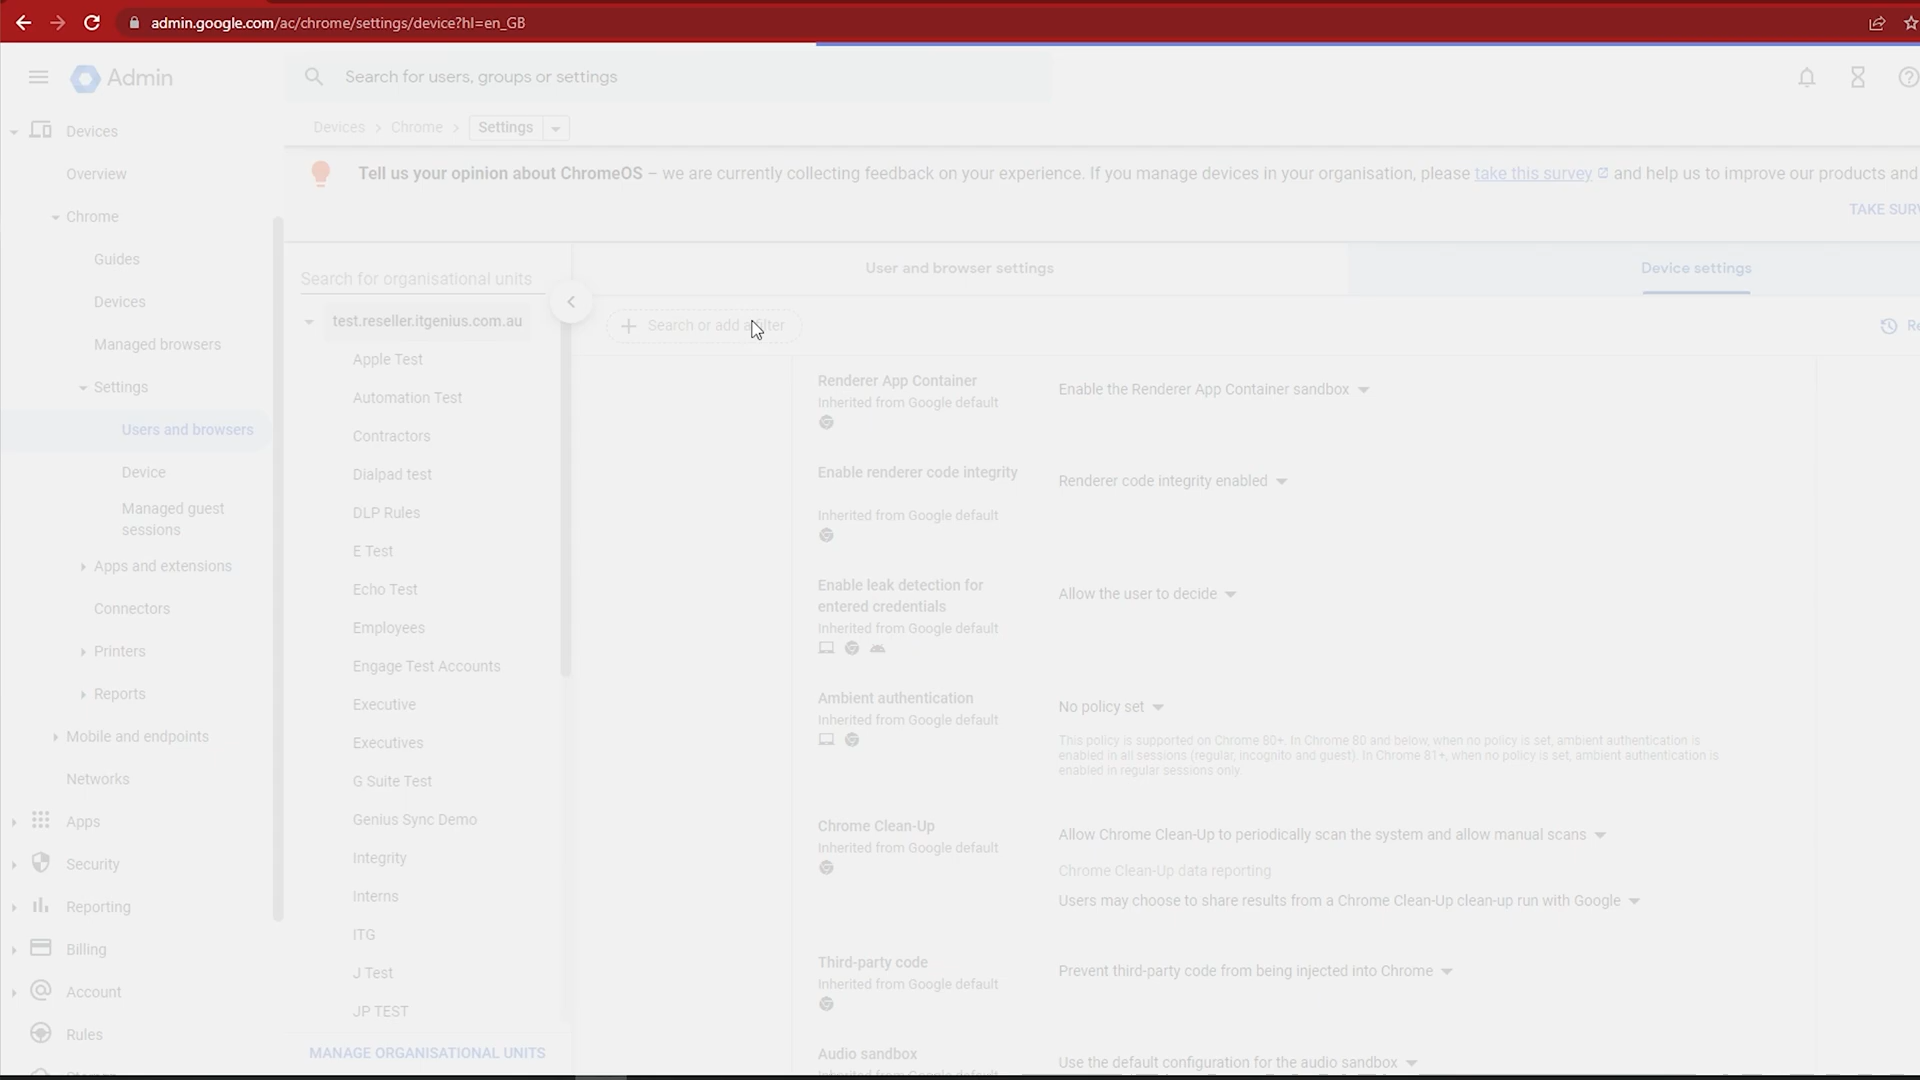 admin.google.com/ac/chrome/settings/device?hl=en_GB
Admin
Search for users, groups or settings
Devices
Overview
Chrome
Guides
Devices
Managed browsers
Settings
Users and browsers
Device
Managed guest
sessions
Apps and extensions
Connectors
Printers
Reports
Mobile and endpoints
Networks
Apps
Security
Reporting
Billing
Account
Rules
Devices > Chrome > Settings
Tell us your opinion about ChromeOS – we are currently collecting feedback on your experience. If you manage devices in your organisation, please take this survey and help us to improve our products and
TAKE SURV
Search for organisational units
test.reseller.itgenius.com.au
Apple Test
Automation Test
Contractors
Dialpad test
DLP Rules
E Test
Echo Test
Employees
Engage Test Accounts
Executive
Executives
G Suite Test
Genius Sync Demo
Integrity
Interns
ITG
J Test
JP TEST
MANAGE ORGANISATIONAL UNITS
User and browser settings
Device settings
Search or add a filter
Re
Renderer App Container
Inherited from Google default
Enable the Renderer App Container sandbox
Enable renderer code integrity
Inherited from Google default
Renderer code integrity enabled
Enable leak detection for
entered credentials
Inherited from Google default
Allow the user to decide
Ambient authentication
Inherited from Google default
No policy set
This policy is supported on Chrome 80+. In Chrome 80 and below, when no policy is set, ambient authentication is
enabled in all sessions (regular, incognito and guest). In Chrome 81+, when no policy is set, ambient authentication is
enabled in regular sessions only.
Chrome Clean-Up
Inherited from Google default
Allow Chrome Clean-Up to periodically scan the system and allow manual scans
Chrome Clean-Up data reporting
Users may choose to share results from a Chrome Clean-Up clean-up run with Google
Third-party code
Inherited from Google default
Prevent third-party code from being injected into Chrome
Audio sandbox
Inherited from Google default
Use the default configuration for the audio sandbox